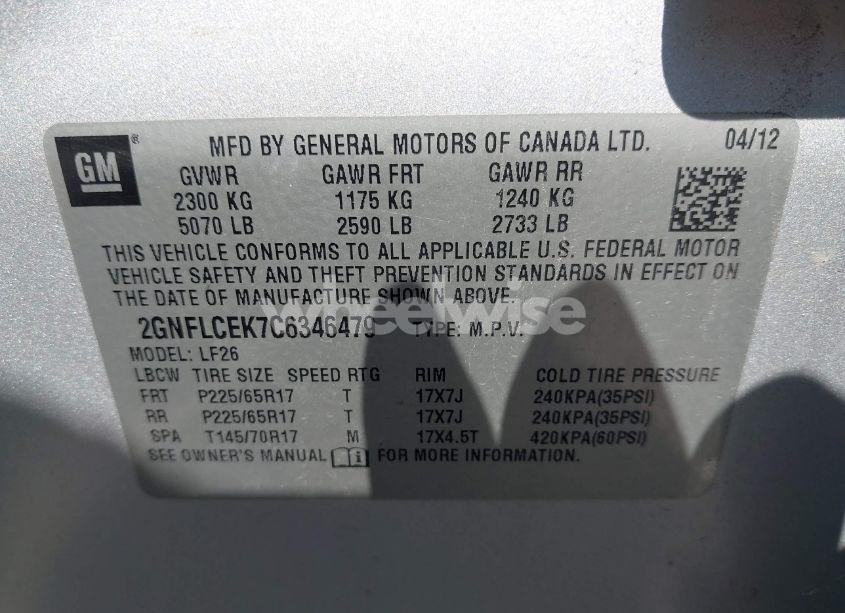 GM ® MFD BY GENERAL MOTORS OF CANADA LTD. 04/12
GVWR GAWR FRT GAWR RR
2300 KG 1175 KG 1240 KG
5070 LB 2590 LB 2733 LB
THIS VEHICLE CONFORMS TO ALL APPLICABLE U.S. FEDERAL MOTOR
VEHICLE SAFETY AND THEFT PREVENTION STANDARDS IN EFFECT ON
THE DATE OF MANUFACTURE SHOWN ABOVE.
wheelwise
2GNFLCEK7C6346479 TYPE: M.P.V.
MODEL: LF26
LBCW TIRE SIZE SPEED RTG RIM COLD TIRE PRESSURE
FRT P225/65R17 T 17X7J 240KPA(35PSI)
RR P225/65R17 T 17X7J 240KPA(35PSI)
SPA T145/70R17 M 17X4.5T 420KPA(60PSI)
SEE OWNER'S MANUAL i FOR MORE INFORMATION.